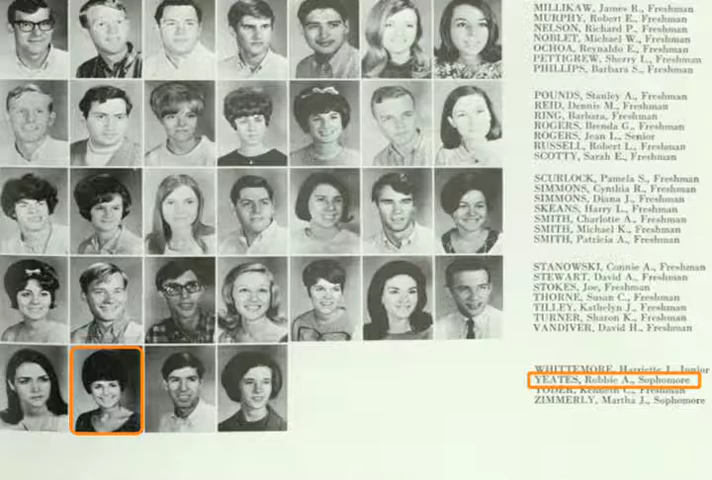 MILLIKAW, James R., Freshman
MURPHY, Robert E., Freshman
NELSON, Richard P., Freshman
NOBLET, Michael W., Freshman
OCHOA, Reynaldo E., Freshman
PETTIGREW, Sherry L., Freshman
PHILLIPS, Barbara S., Freshman
POUNDS, Stanley A., Freshman
REID, Dennis M., Freshman
RING, Barbara, Freshman
ROGERS, Brenda G., Freshman
ROGERS, Jean L., Senior
RUSSELL, Robert L., Freshman
SCOTTY, Sarah E., Freshman
SCURLOCK, Pamela S., Freshman
SIMMONS, Cynthia R., Freshman
SIMMONS, Diana J., Freshman
SKEANS, Harry L., Freshman
SMITH, Charlotte A., Freshman
SMITH, Michael K., Freshman
SMITH, Patricia A., Freshman
STANOWSKI, Connie A., Freshman
STEWART, David A., Freshman
STOKES, Joe, Freshman
THORNE, Susan C., Freshman
TILLEY, Kathelyn J., Freshman
TURNER, Sharon K., Freshman
VANDIVER, David H., Freshman
WHITTEMORE, Harriette J., Junior
YEATES, Robbie A., Sophomore
YODER, Kenneth C., Freshman
ZIMMERLY, Martha J., Sophomore